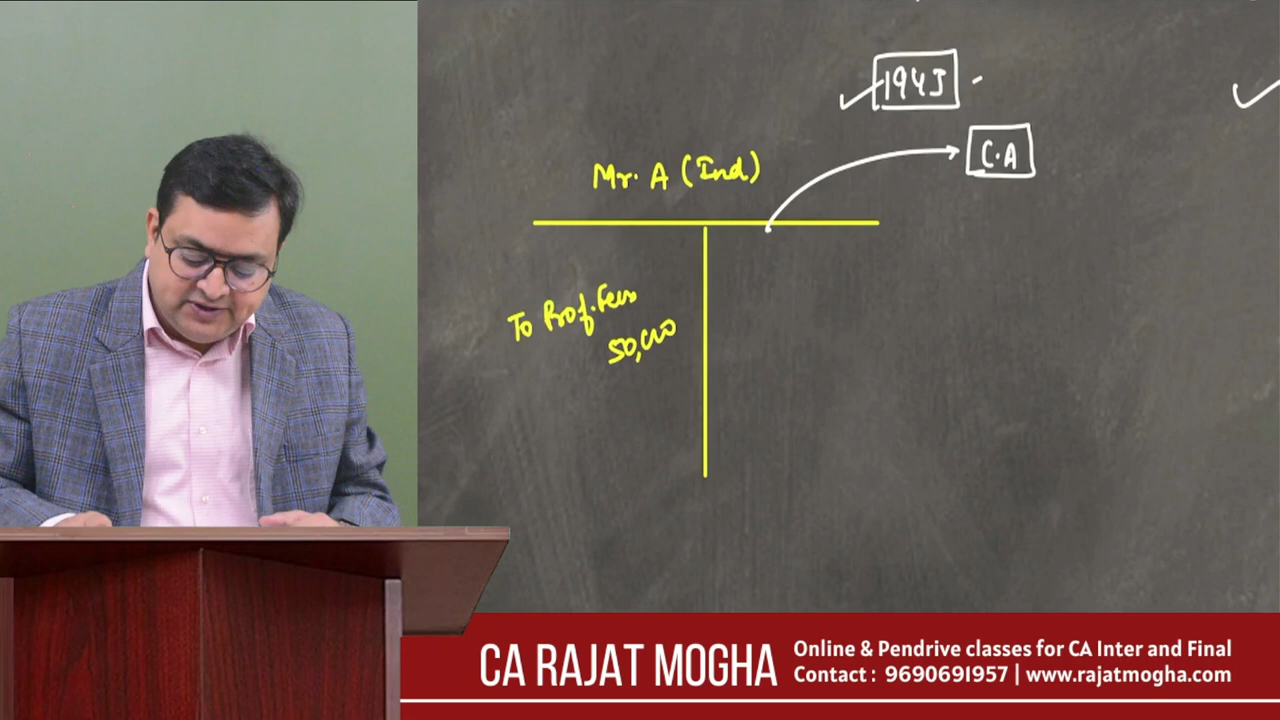 194J -
C.A
Mr. A (Ind)
To Prof. Fees
50,000
CA RAJAT MOGHA
Online & Pendrive classes for CA Inter and Final
Contact : 9690691957 | www.rajatmogha.com